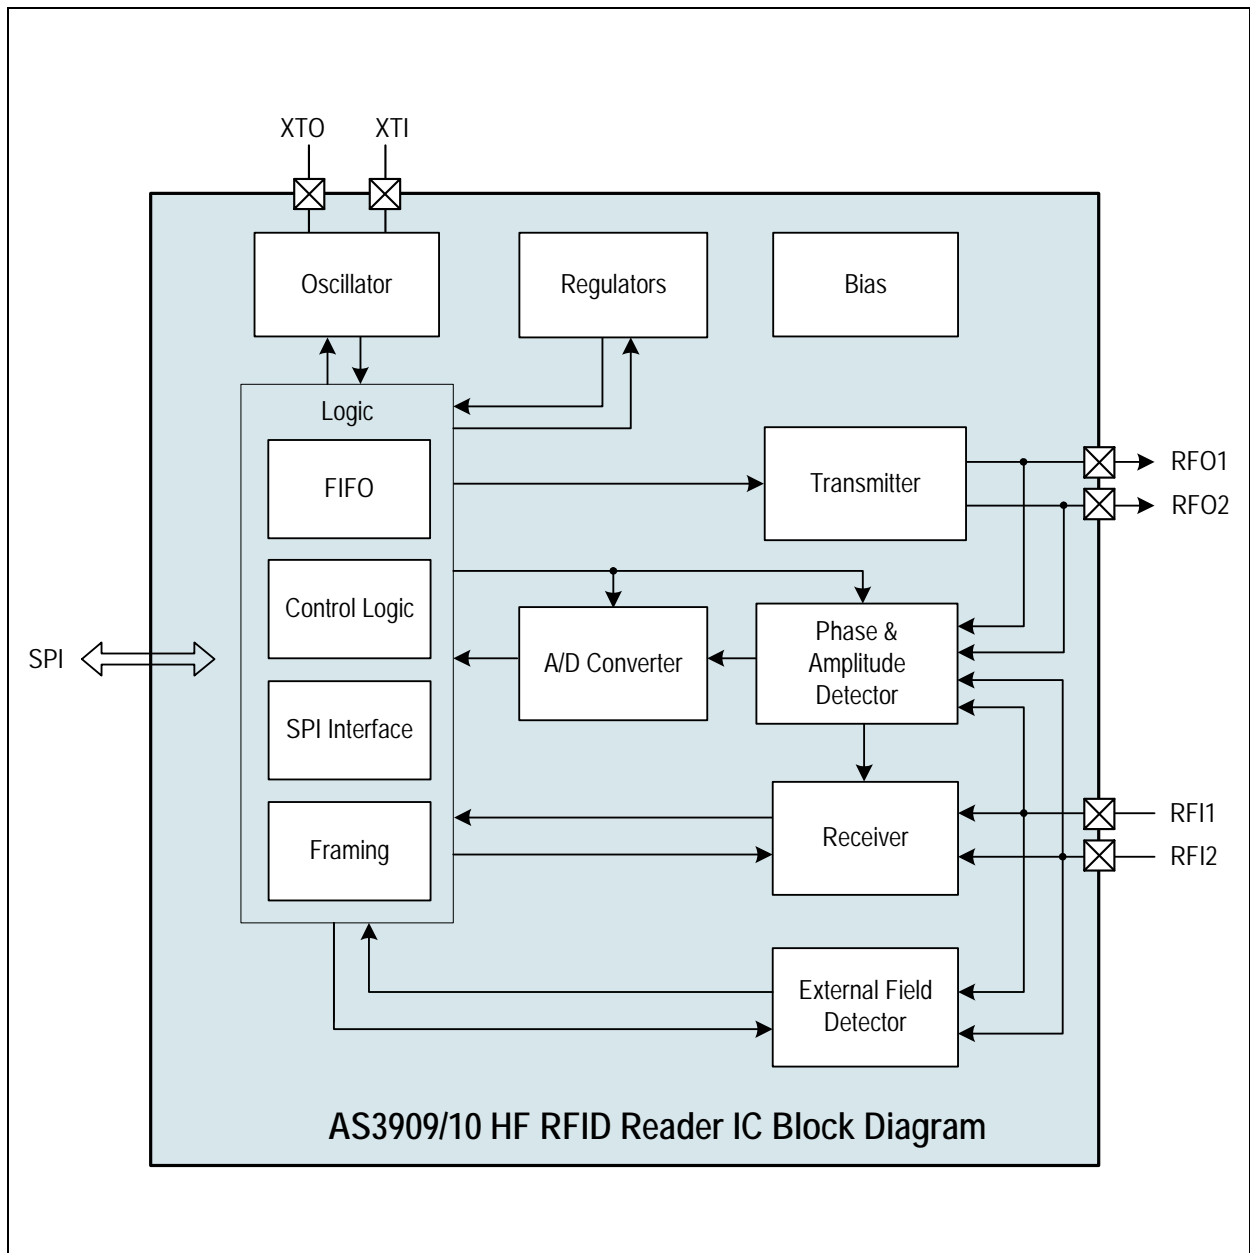 XTO
XTI
Oscillator
Regulators
Bias
Logic
FIFO
Transmitter
RFO1
RFO2
Control Logic
A/D Converter
Phase &
Amplitude
Detector
SPI
SPI Interface
Framing
Receiver
RFI1
RFI2
External Field
Detector
AS3909/10 HF RFID Reader IC Block Diagram